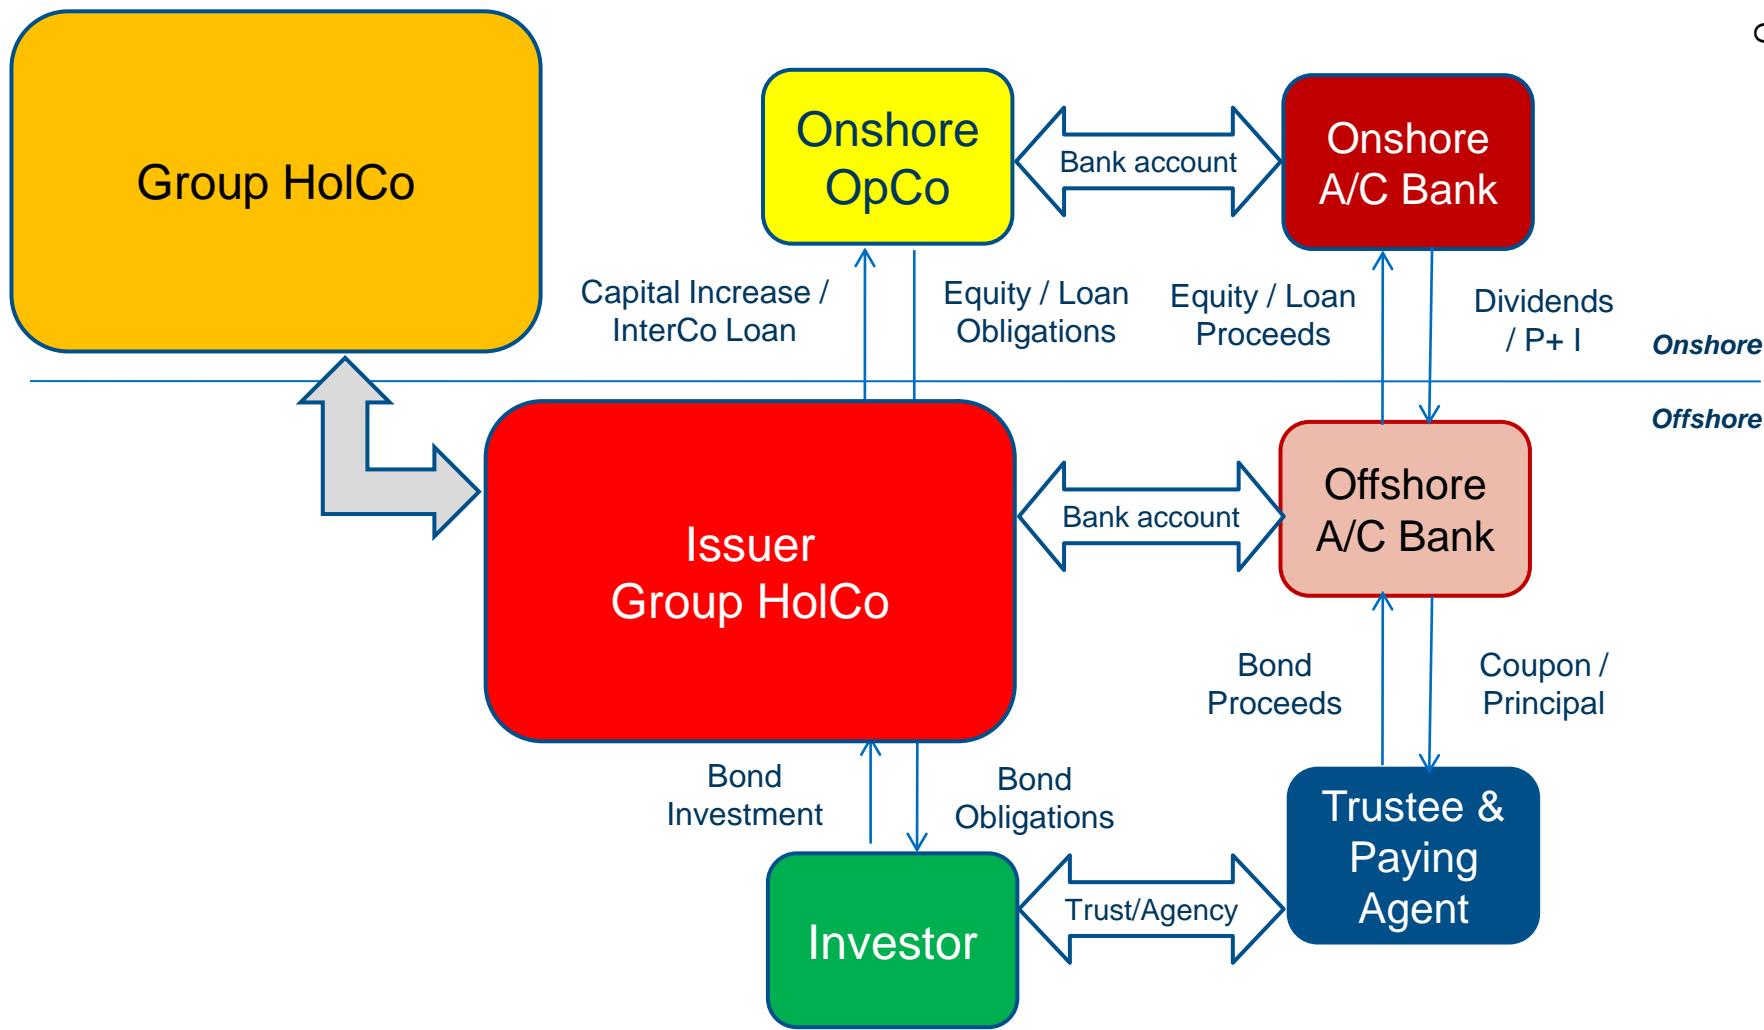 Group HolCo
Onshore
OpCo
Bank account
Onshore
A/C Bank
Capital Increase /
InterCo Loan
Equity / Loan
Obligations
Equity / Loan
Proceeds
Dividends
/ P+ I
Onshore
Offshore
Issuer
Group HolCo
Bank account
Offshore
A/C Bank
Bond
Proceeds
Coupon /
Principal
Bond
Investment
Bond
Obligations
Investor
Trust/Agency
Trustee &
Paying
Agent